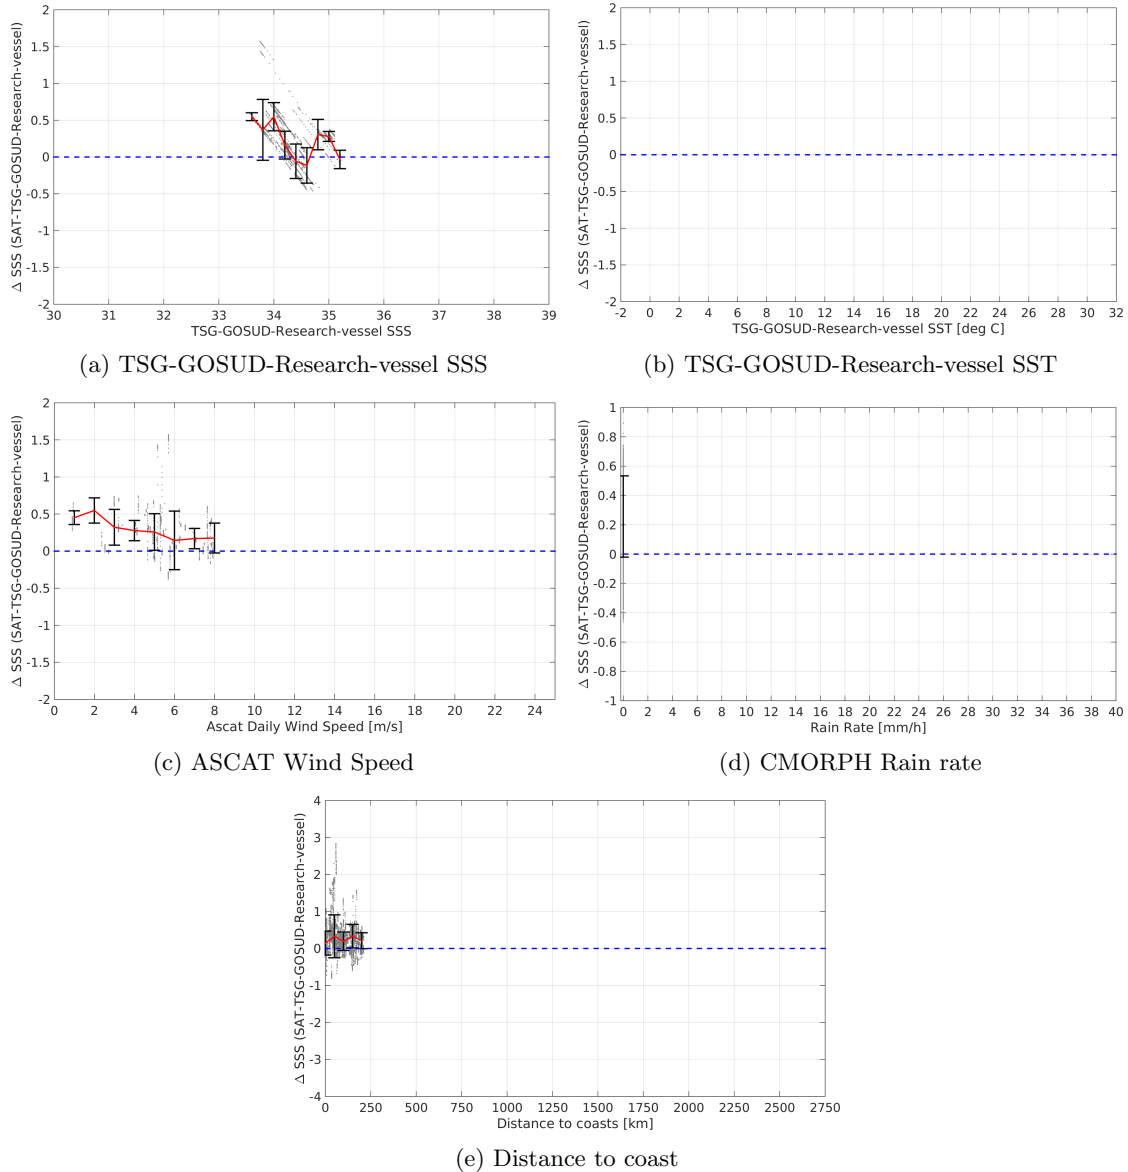 2
1.5
1
0.5
0
-0.5
-1
-1.5
-2
Δ SSS (SAT-TSG-GOSUD-Research-vessel)
30 31 32 33 34 35 36 37 38 39
TSG-GOSUD-Research-vessel SSS
(a) TSG-GOSUD-Research-vessel SSS
2
1.5
1
0.5
0
-0.5
-1
-1.5
-2
Δ SSS (SAT-TSG-GOSUD-Research-vessel)
-2 0 2 4 6 8 10 12 14 16 18 20 22 24 26 28 30 32
TSG-GOSUD-Research-vessel SST [deg C]
(b) TSG-GOSUD-Research-vessel SST
2
1.5
1
0.5
0
-0.5
-1
-1.5
-2
Δ SSS (SAT-TSG-GOSUD-Research-vessel)
0 2 4 6 8 10 12 14 16 18 20 22 24
Ascat Daily Wind Speed [m/s]
(c) ASCAT Wind Speed
1
0.8
0.6
0.4
0.2
0
-0.2
-0.4
-0.6
-0.8
-1
Δ SSS (SAT-TSG-GOSUD-Research-vessel)
0 2 4 6 8 10 12 14 16 18 20 22 24 26 28 30 32 34 36 38 40
Rain Rate [mm/h]
(d) CMORPH Rain rate
4
3
2
1
0
-1
-2
-3
-4
Δ SSS (SAT-TSG-GOSUD-Research-vessel)
0 250 500 750 1000 1250 1500 1750 2000 2250 2500 2750
Distance to coasts [km]
(e) Distance to coast